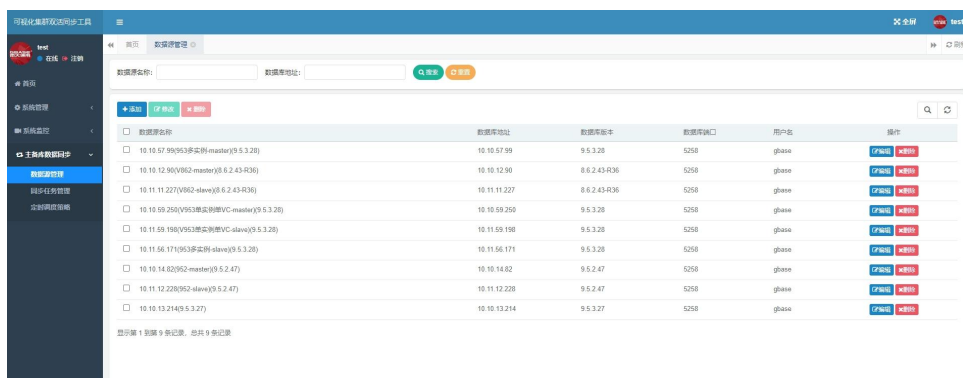 可视化集群双活同步工具
全屏
test
test
在线 注销
首页
数据源管理
刷新
首页
系统管理
系统监控
主备库数据同步
数据源管理
同步任务管理
定时调度策略
数据源名称:
数据库地址:
搜索
重置
添加
修改
删除
数据源名称 数据库地址 数据库版本 数据库端口 用户名 操作
10.10.57.99(953多实例-master)(9.5.3.28) 10.10.57.99 9.5.3.28 5258 gbase 编辑 删除
10.10.12.90(V862-master)(8.6.2.43-R36) 10.10.12.90 8.6.2.43-R36 5258 gbase 编辑 删除
10.11.11.227(V862-slave)(8.6.2.43-R36) 10.11.11.227 8.6.2.43-R36 5258 gbase 编辑 删除
10.10.59.250(V953单实例单VC-master)(9.5.3.28) 10.10.59.250 9.5.3.28 5258 gbase 编辑 删除
10.11.59.198(V953单实例单VC-slave)(9.5.3.28) 10.11.59.198 9.5.3.28 5258 gbase 编辑 删除
10.11.56.171(953多实例-slave)(9.5.3.28) 10.11.56.171 9.5.3.28 5258 gbase 编辑 删除
10.10.14.82(952-master)(9.5.2.47) 10.10.14.82 9.5.2.47 5258 gbase 编辑 删除
10.11.12.228(952-slave)(9.5.2.47) 10.11.12.228 9.5.2.47 5258 gbase 编辑 删除
10.10.13.214(9.5.3.27) 10.10.13.214 9.5.3.27 5258 gbase 编辑 删除
显示第 1 到第 9 条记录，总共 9 条记录